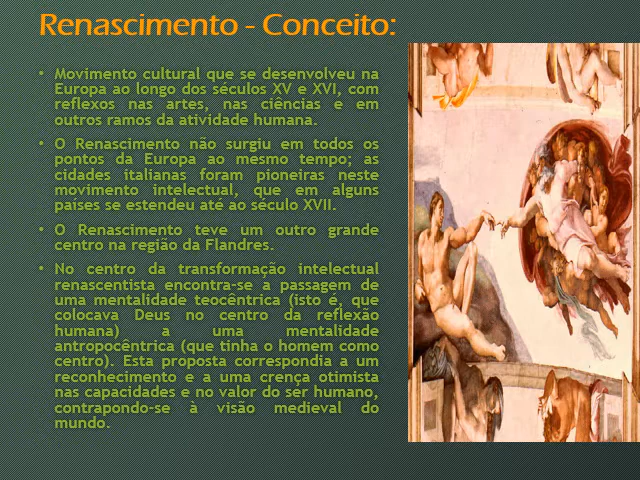 Renascimento - Conceito:
• Movimento cultural que se desenvolveu na
Europa ao longo dos séculos XV e XVI, com
reflexos nas artes, nas ciências e em
outros ramos da atividade humana.
• O Renascimento não surgiu em todos os
pontos da Europa ao mesmo tempo; as
cidades italianas foram pioneiras neste
movimento intelectual, que em alguns
países se estendeu até ao século XVII.
• O Renascimento teve um outro grande
centro na região da Flandres.
• No centro da transformação intelectual
renascentista encontra-se a passagem de
uma mentalidade teocêntrica (isto é, que
colocava Deus no centro da reflexão
humana) a uma mentalidade
antropocêntrica (que tinha o homem como
centro). Esta proposta correspondia a um
reconhecimento e a uma crença otimista
nas capacidades e no valor do ser humano,
contrapondo-se à visão medieval do
mundo.